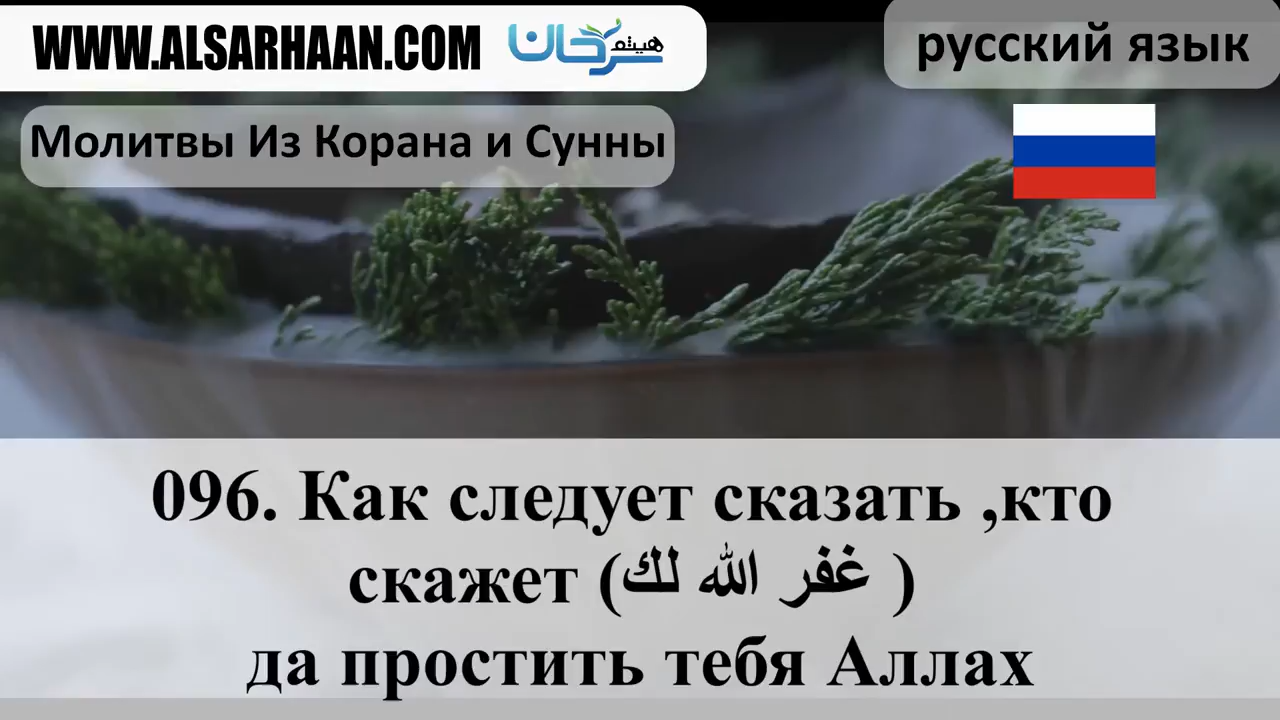 WWW.ALSARHAAN.COM
هيثم سرحان
русский язык
Молитвы Из Корана и Сунны
096. Как следует сказать ,кто
скажет (غفر الله لك )
да простить тебя Аллах